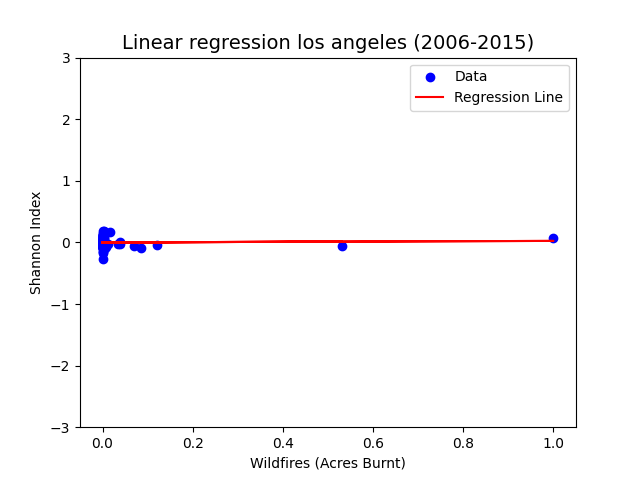 Linear regression los angeles (2006-2015)
Data
Regression Line
3
2
1
0
−1
−2
−3
Shannon Index
0.0 0.2 0.4 0.6 0.8 1.0
Wildfires (Acres Burnt)